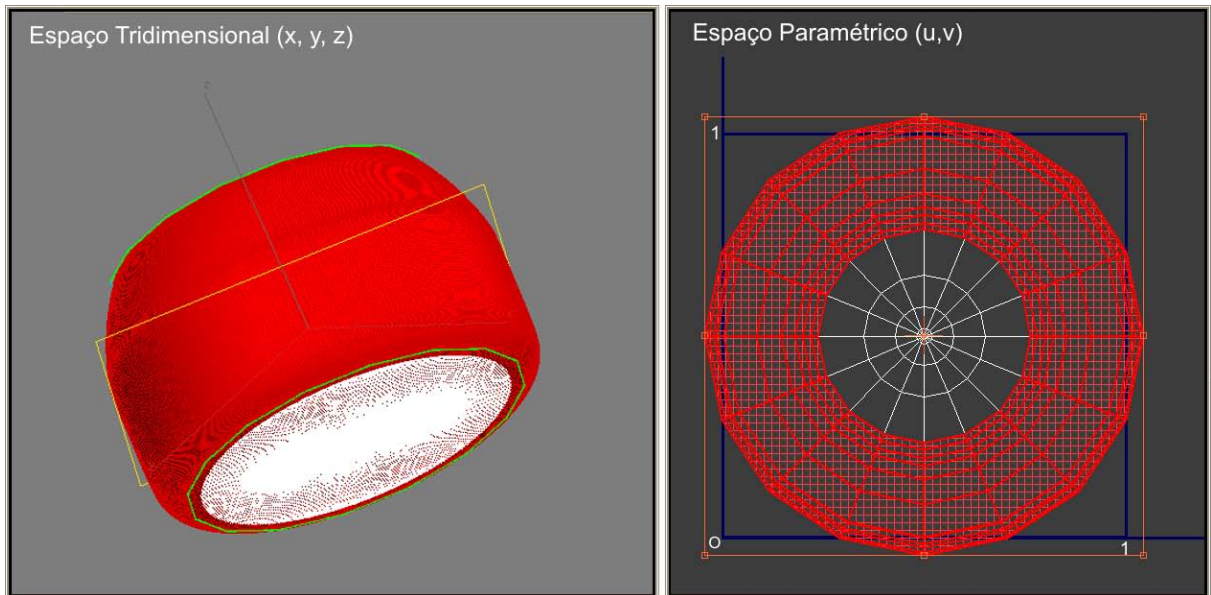 Espaço Tridimensional (x, y, z)
z
Espaço Paramétrico (u,v)
1
O
1